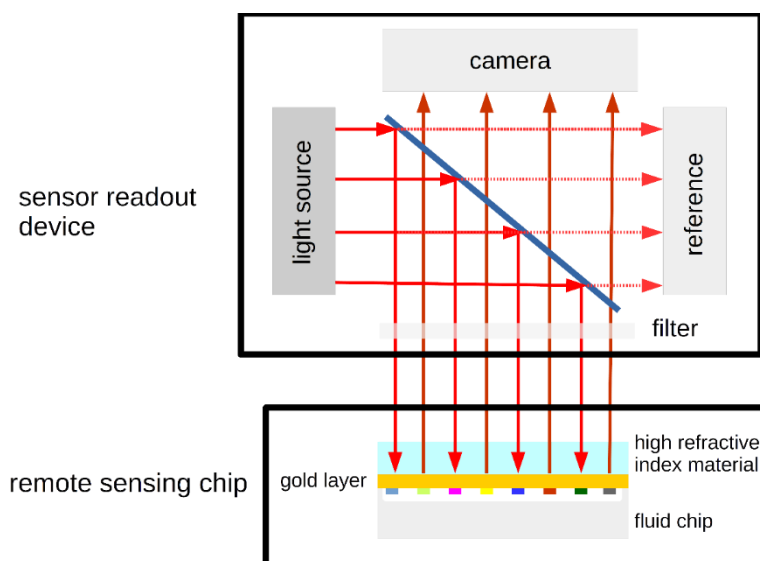 camera
light source
reference
sensor readout
device
filter
high refractive
index material
gold layer
remote sensing chip
fluid chip